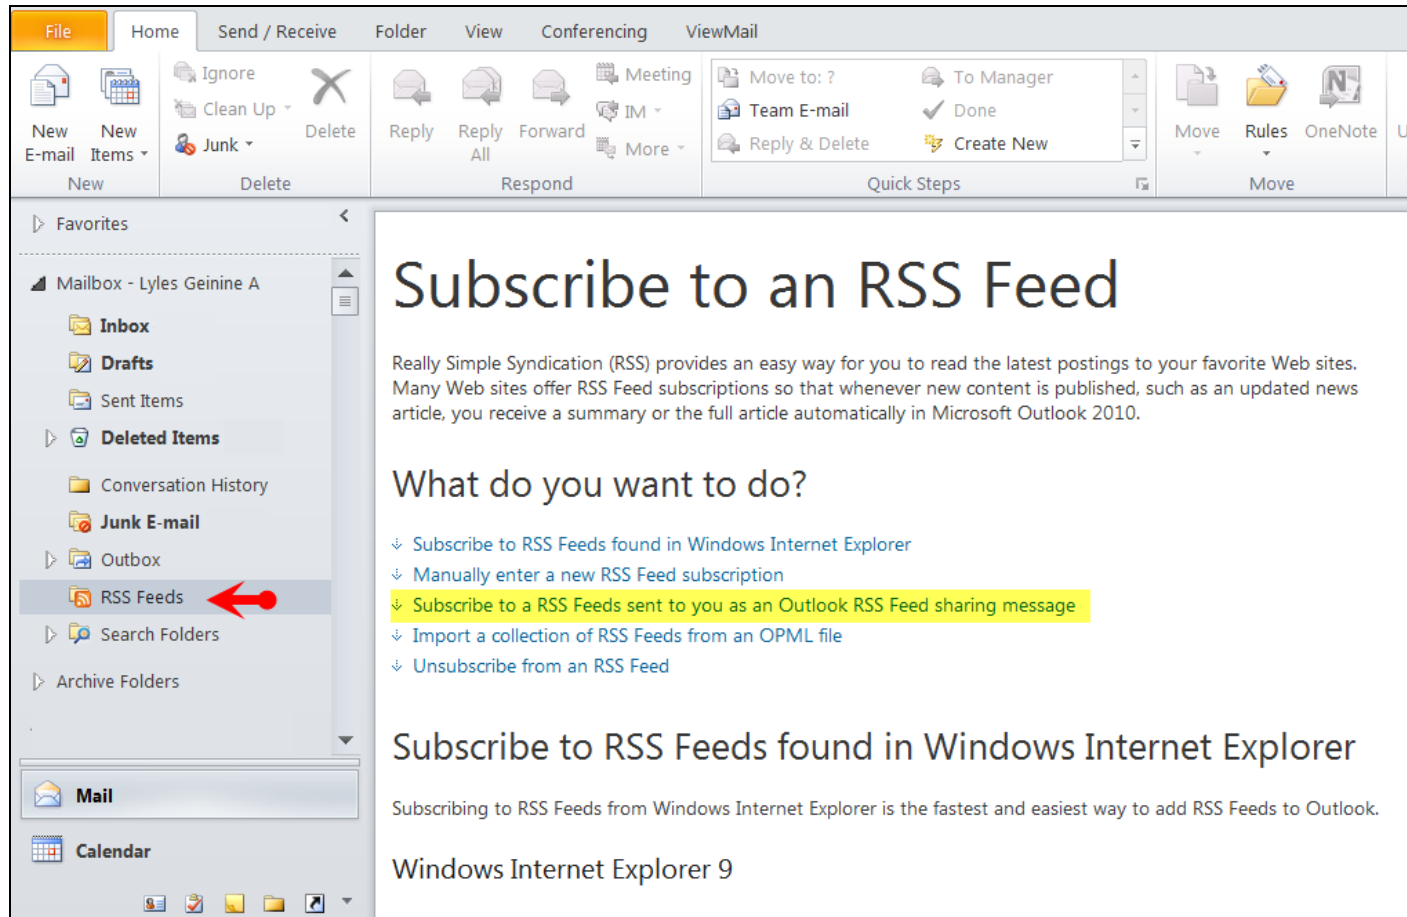 File Home Send / Receive Folder View Conferencing ViewMail
Ignore
Clean Up
Junk
Delete
New E-mail
New Items
Reply
Reply All
Forward
Meeting
IM
More
Move to: ?
Team E-mail
Reply & Delete
To Manager
Done
Create New
Move
Rules
OneNote
New Delete Respond Quick Steps Move
Favorites
Mailbox - Lyles Geinine A
Inbox
Drafts
Sent Items
Deleted Items
Conversation History
Junk E-mail
Outbox
RSS Feeds
Search Folders
Archive Folders
Mail
Calendar
Subscribe to an RSS Feed
Really Simple Syndication (RSS) provides an easy way for you to read the latest postings to your favorite Web sites.
Many Web sites offer RSS Feed subscriptions so that whenever new content is published, such as an updated news
article, you receive a summary or the full article automatically in Microsoft Outlook 2010.
What do you want to do?
Subscribe to RSS Feeds found in Windows Internet Explorer
Manually enter a new RSS Feed subscription
Subscribe to a RSS Feeds sent to you as an Outlook RSS Feed sharing message
Import a collection of RSS Feeds from an OPML file
Unsubscribe from an RSS Feed
Subscribe to RSS Feeds found in Windows Internet Explorer
Subscribing to RSS Feeds from Windows Internet Explorer is the fastest and easiest way to add RSS Feeds to Outlook.
Windows Internet Explorer 9